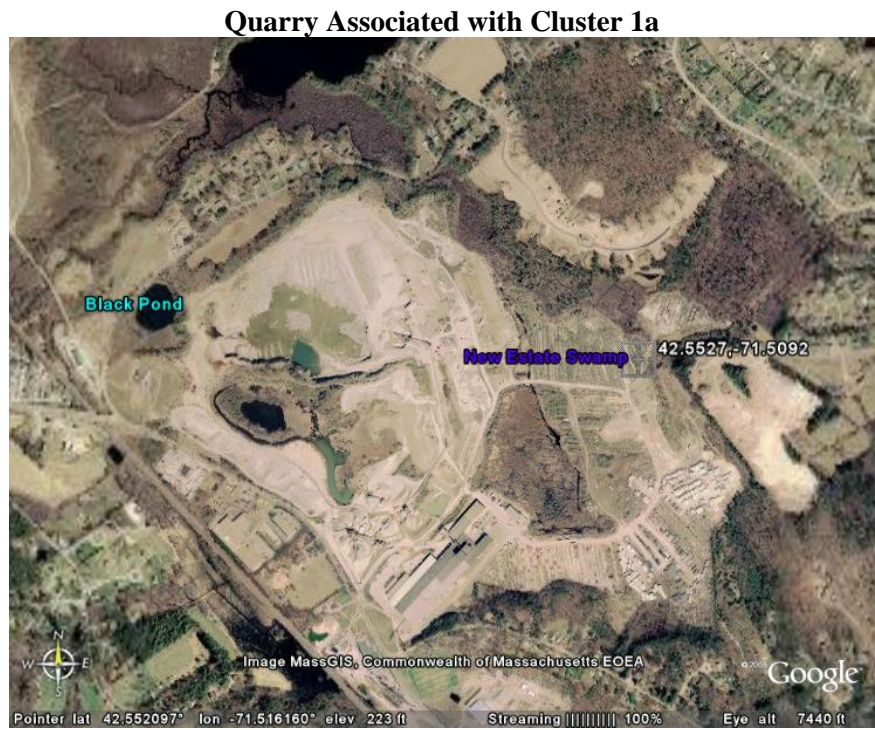 Quarry Associated with Cluster 1a
Black Pond
New Estate Swamp
42.5527,-71.5092
N
W E
S
Image MassGIS, Commonwealth of Massachusetts EOEA
©2005 Google
Pointer lat 42.552097° lon -71.516160° elev 223 ft Streaming |||||||||| 100% Eye alt 7440 ft